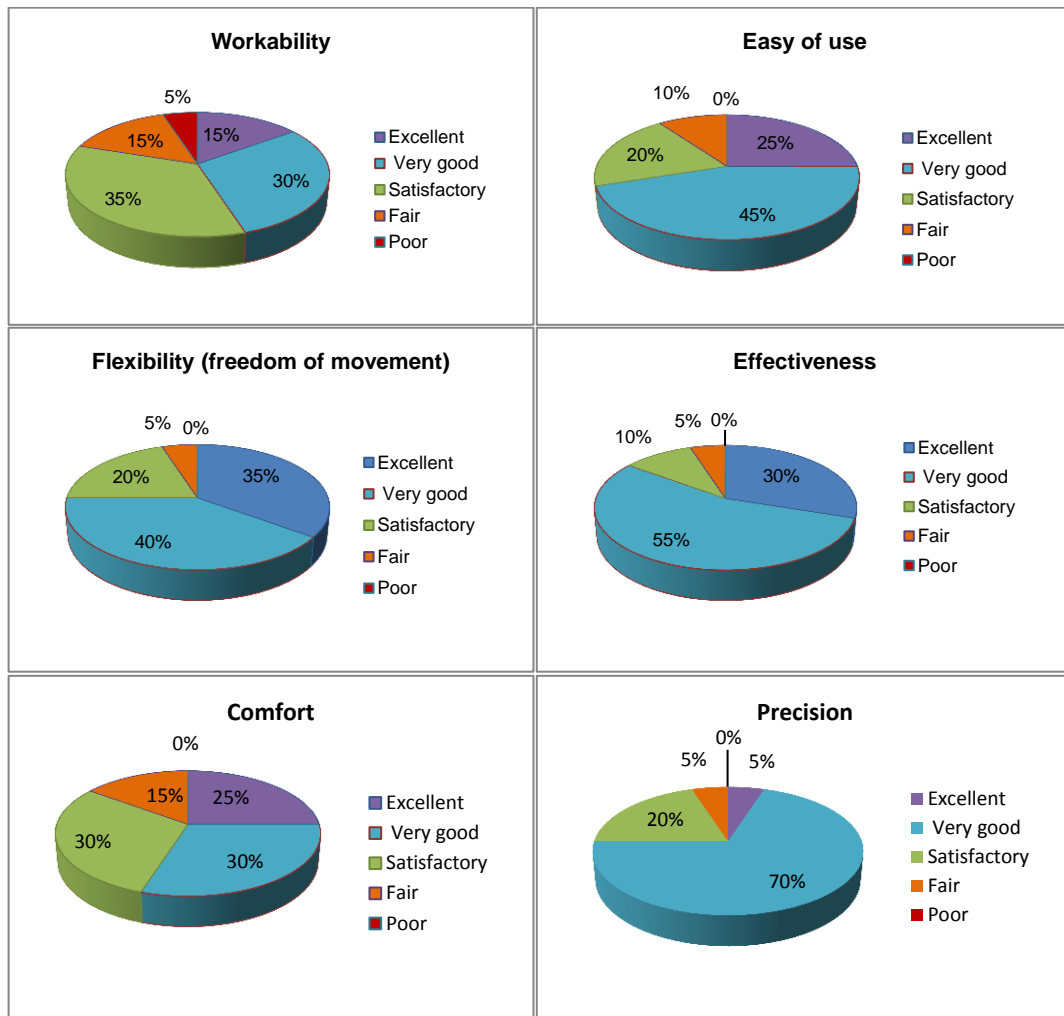 Workability
5%
15%
15%
30%
35%
Excellent
Very good
Satisfactory
Fair
Poor
Easy of use
10%
0%
25%
20%
45%
Excellent
Very good
Satisfactory
Fair
Poor
Flexibility (freedom of movement)
5%
0%
20%
35%
40%
Excellent
Very good
Satisfactory
Fair
Poor
Effectiveness
10%
5%
0%
30%
55%
Excellent
Very good
Satisfactory
Fair
Poor
Comfort
0%
15%
25%
30%
30%
Excellent
Very good
Satisfactory
Fair
Poor
Precision
0%
5%
5%
20%
70%
Excellent
Very good
Satisfactory
Fair
Poor